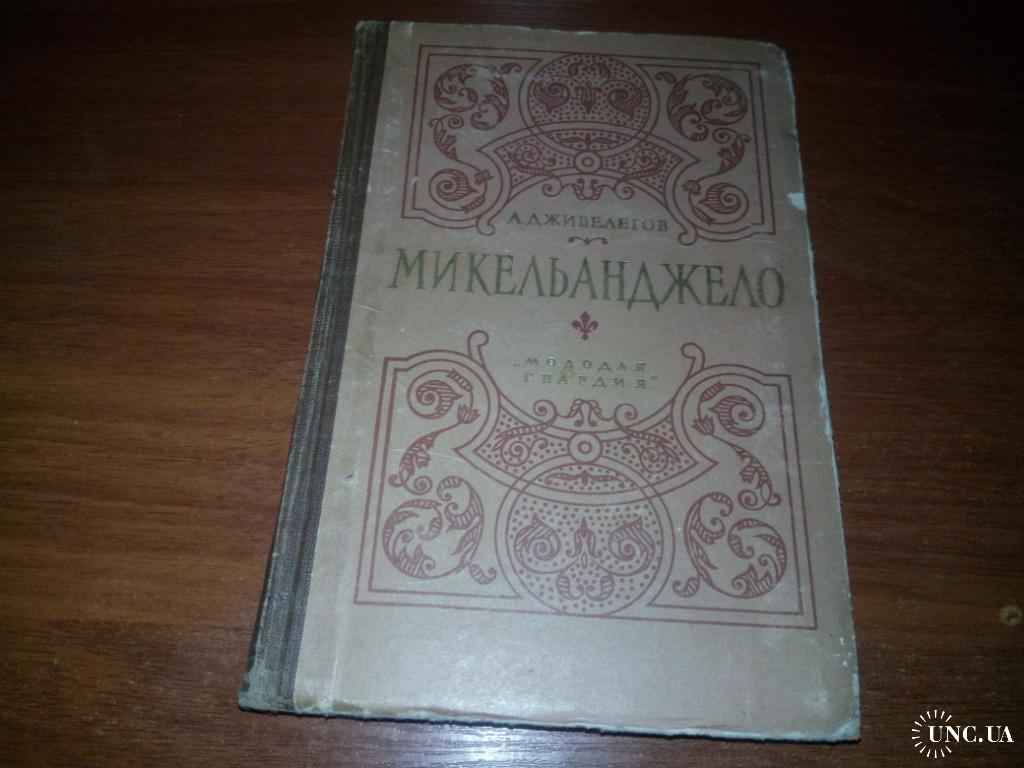 А. ДЖИВЕЛЕГОВ
МИКЕЛЬАНДЖЕЛО
„МОЛОДАЯ
ГВАРДИЯ"
UNC.UA